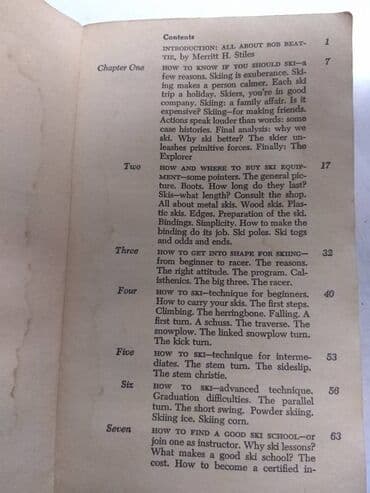 Contents
INTRODUCTION: ALL ABOUT BOB BEAT- 1
TIE, by Merritt H. Stiles
Chapter One HOW TO KNOW IF YOU SHOULD SKI—a 7
few reasons. Skiing is exuberance. Ski-
ing makes a person calmer. Each ski
trip a holiday. Skiers, you're in good
company. Skiing: a family affair. Is it
expensive? Skiing—for making friends.
Actions speak louder than words: some
case histories. Final analysis: why we
ski. Why ski better? The skier un-
leashes primitive forces. Finally: The
Explorer
Two HOW AND WHERE TO BUY SKI EQUIP- 17
MENT—some pointers. The general pic-
ture. Boots. How long do they last?
Skis—what length? Consult the shop.
All about metal skis. Wood skis. Plas-
tic skis. Edges. Preparation of the ski.
Bindings. Simplicity. How to make the
binding do its job. Ski poles. Ski togs
and odds and ends.
Three HOW TO GET INTO SHAPE FOR SKIING— 32
from beginner to racer. The reasons.
The right attitude. The program. Cal-
isthenics. The big three. The racer.
Four HOW TO SKI—technique for beginners. 40
How to carry your skis. The first steps.
Climbing. The herringbone. Falling. A
first turn. A schuss. The traverse. The
snowplow. The linked snowplow turn.
The kick turn.
Five HOW TO SKI—technique for interme- 53
diates. The stem turn. The sideslip.
The stem christie.
Six HOW TO SKI—advanced technique. 56
Graduation difficulties. The parallel
turn. The short swing. Powder skiing.
Skiing ice. Skiing corn.
Seven HOW TO FIND A GOOD SKI SCHOOL—or 63
join one as instructor. Why ski lessons?
What makes a good ski school? The
cost. How to become a certified in-